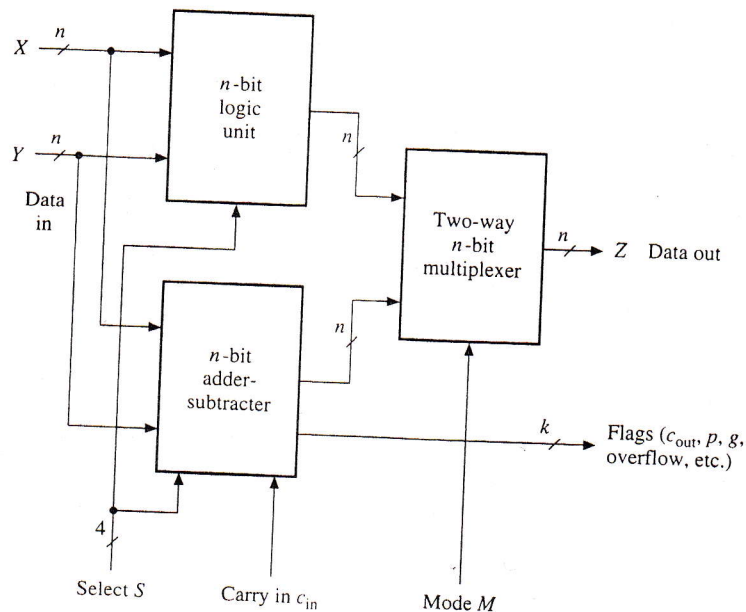 X
n
n-bit
logic
unit
n
Y
n
Data
in
Two-way
n-bit
multiplexer
n
Z Data out
n-bit
adder-
subtracter
n
k
Flags (cout, p, g,
overflow, etc.)
4
Select S
Carry in cin
Mode M